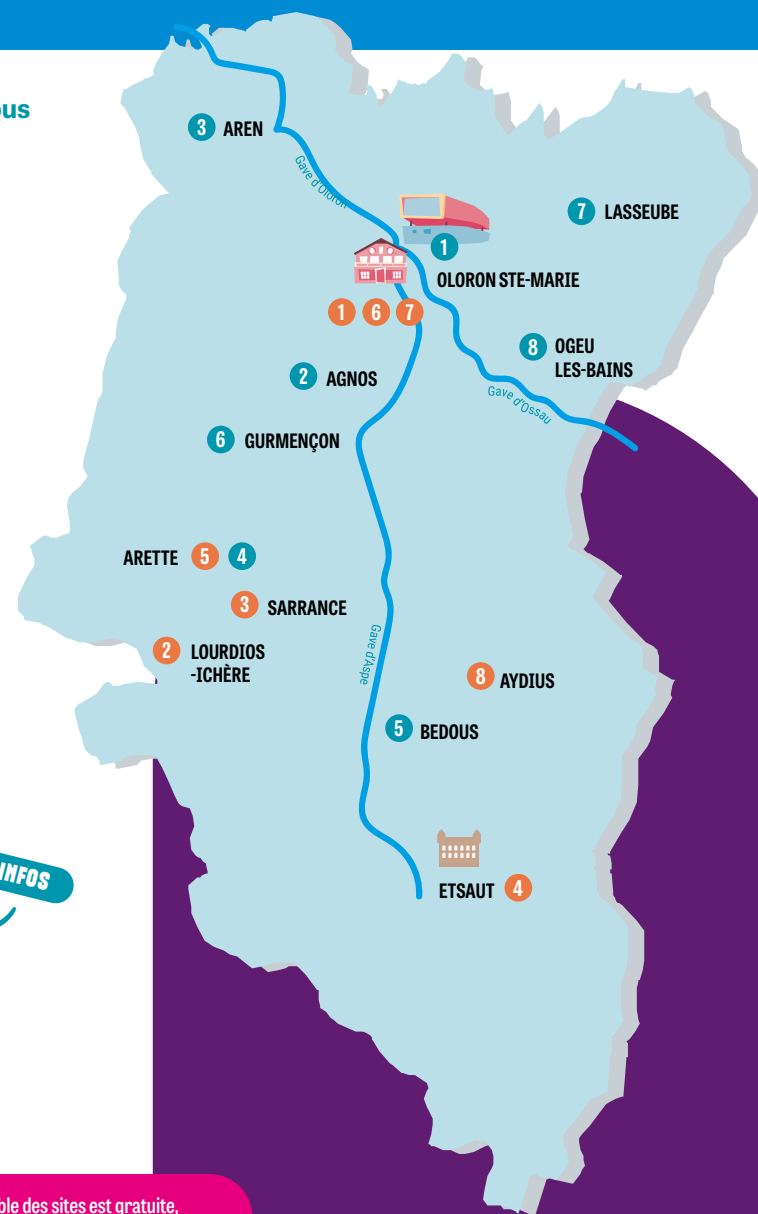 ous
3 AREN
Gave d'Oloron
7 LASSEUBE
1
OLORON STE-MARIE
1 6 7
8 OGEU
LES-BAINS
2 AGNOS
Gave d'Ossau
6 GURMENÇON
ARETTE 5 4
3 SARRANCE
2 LOURDIOS
-ICHÈRE
Gave d'Aspe
8 AYDIUS
5 BEDOUS
INFOS
ETSAUT 4
ble des sites est gratuite,